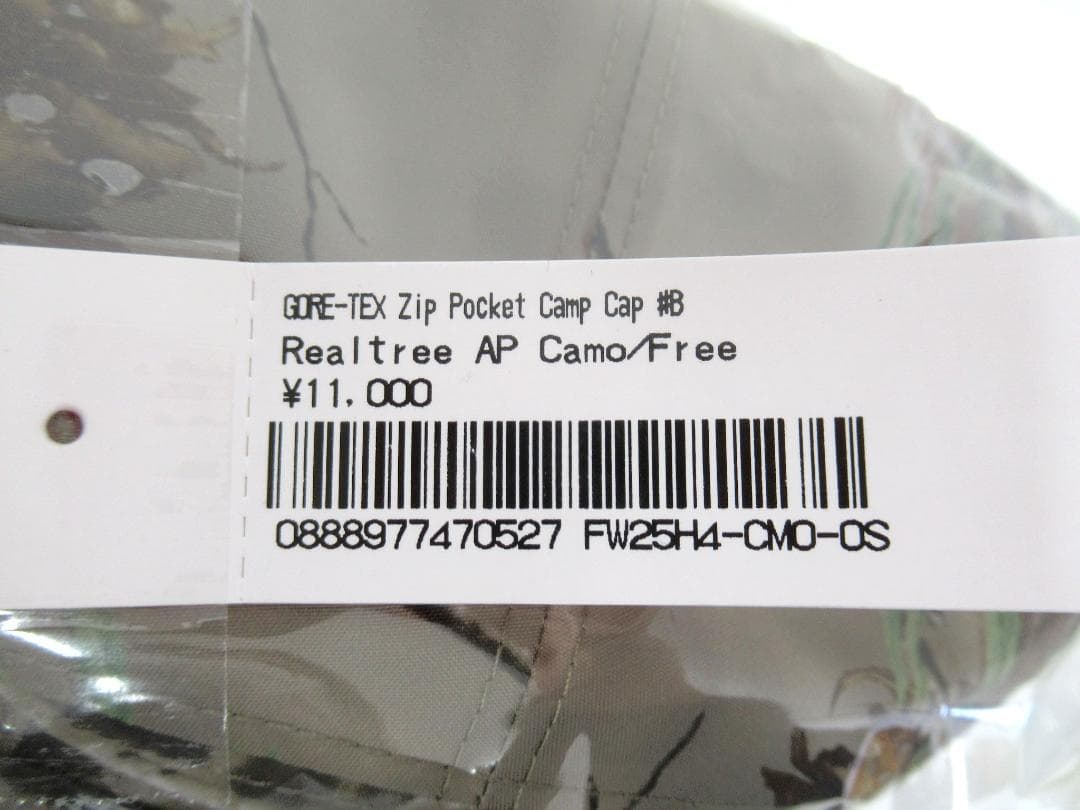 GORE-TEX Zip Pocket Camp Cap #B
Realtree AP Camo/Free
¥11,000
0888977470527 FW25H4-CMO-OS